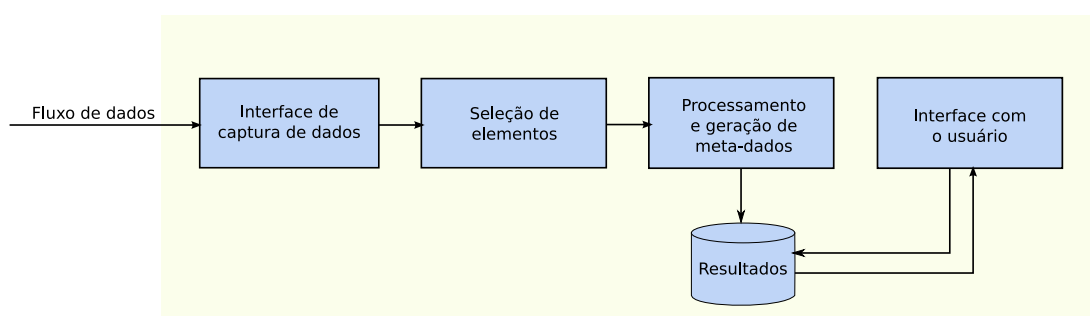 Fluxo de dados
Interface de
captura de dados
Seleção de
elementos
Processamento
e geração de
meta-dados
Interface com
o usuário
Resultados